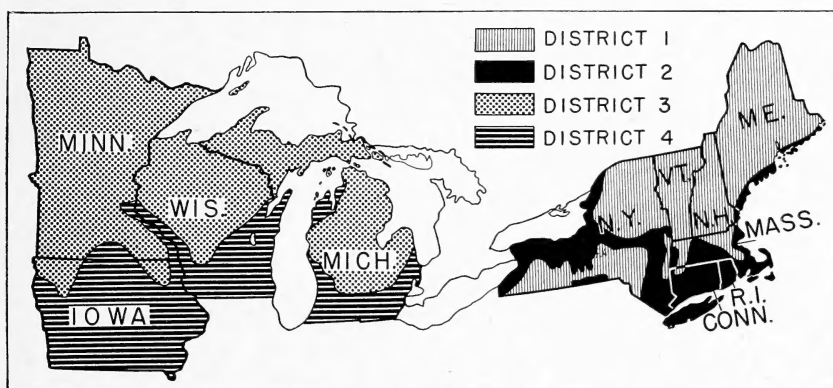 DISTRICT 1
DISTRICT 2
DISTRICT 3
DISTRICT 4
MINN.
WIS.
MICH.
IOWA
ME.
VT.
N.H.
N.Y.
MASS.
R.I.
CONN.